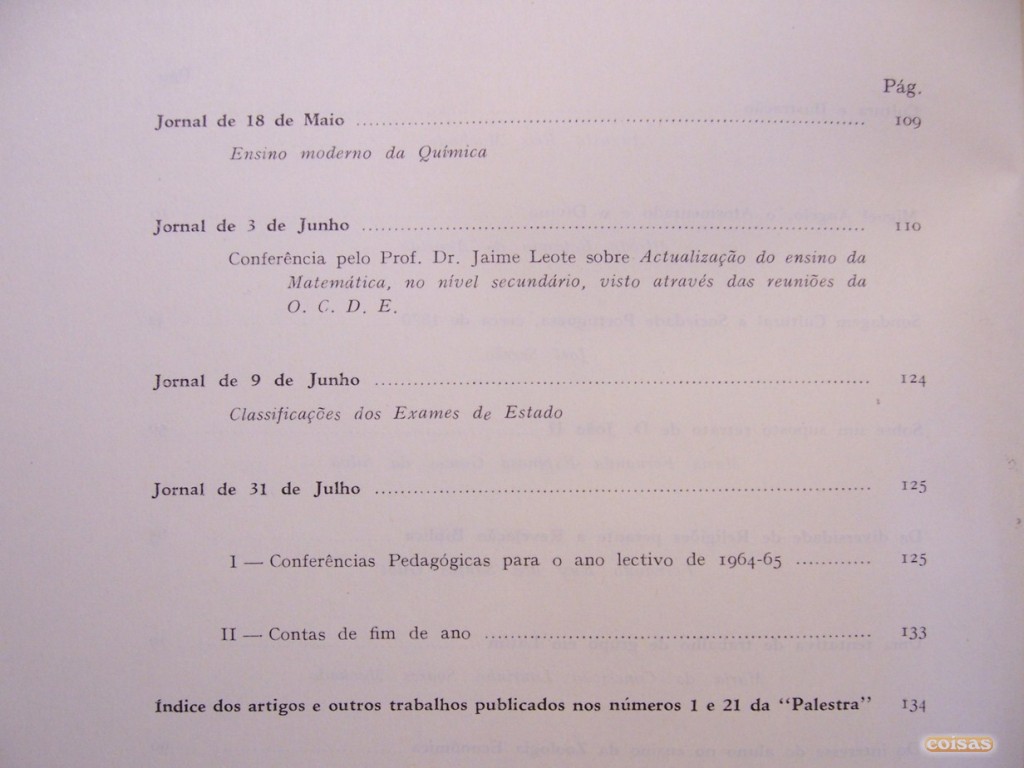 Pág.
Jornal de 18 de Maio ........ 109
Ensino moderno da Química
Jornal de 3 de Junho ........ 110
Conferência pelo Prof. Dr. Jaime Leote sobre Actualização do ensino da
Matemática, no nível secundário, visto através das reuniões da
O. C. D. E.
Jornal de 9 de Junho ........ 124
Classificações dos Exames de Estado
Jornal de 31 de Julho ........ 125
I — Conferências Pedagógicas para o ano lectivo de 1964-65 ........ 125
II — Contas de fim de ano ........ 133
Índice dos artigos e outros trabalhos publicados nos números 1 e 21 da “Palestra” 134
coisas